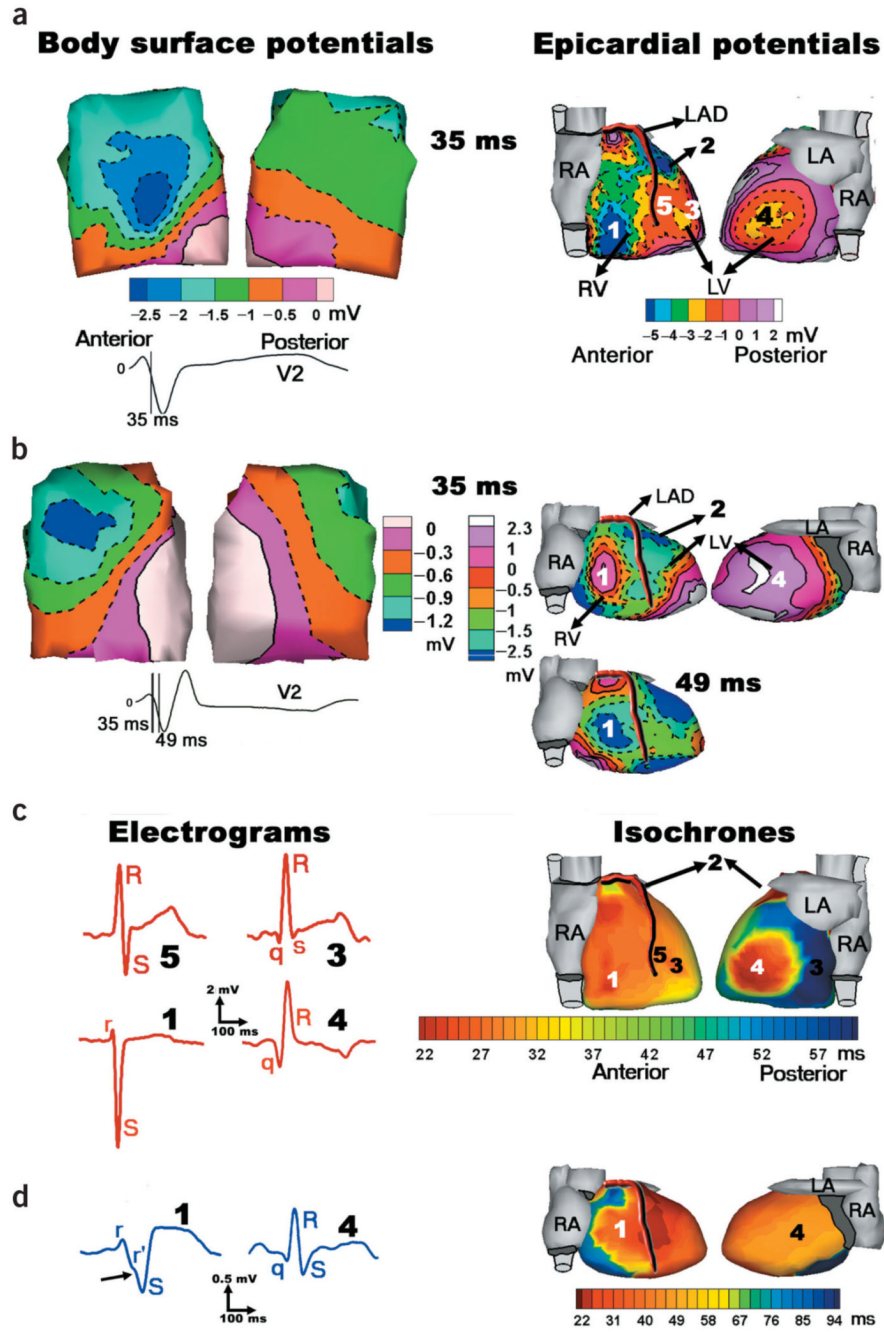 a
Body surface potentials
Epicardial potentials
35 ms
LAD
2
RA
LA
RA
1
5
3
4
RV
LV
−2.5 −2 −1.5 −1 −0.5 0 mV
−5 −4 −3 −2 −1 0 1 2 mV
Anterior
Posterior
Anterior
Posterior
0
V2
35 ms
b
35 ms
0
−0.3
−0.6
−0.9
−1.2
mV
2.3
1
0
−0.5
−1
−1.5
−2.5
mV
LAD
2
RA
LV
LA
RA
1
4
RV
49 ms
1
0
V2
35 ms
49 ms
c
Electrograms
Isochrones
R
S
5
R
q
s
3
r
1
S
2 mV
100 ms
R
q
4
2
RA
LA
RA
5
3
1
4
3
22 27 32 37 42 47 52 57 ms
Anterior
Posterior
d
r
r'
S
1
R
q
S
4
0.5 mV
100 ms
RA
LA
RA
1
4
22 31 40 49 58 67 76 85 94 ms